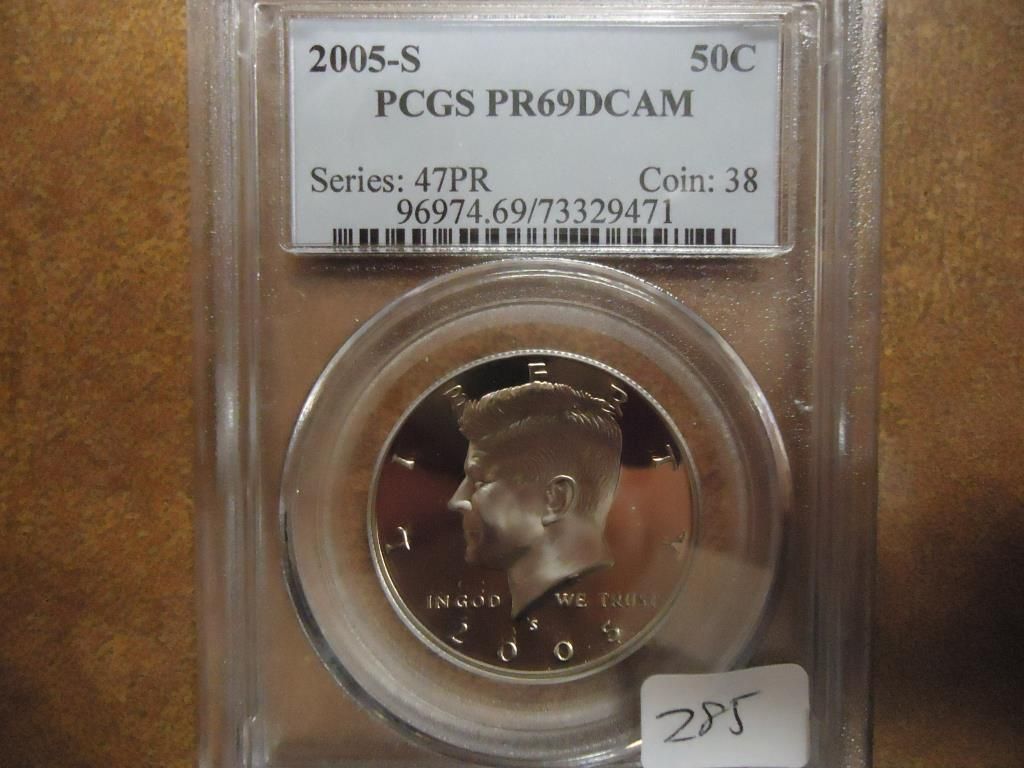 2005-S 50C
PCGS PR69DCAM
Series: 47PR Coin: 38
96974.69/73329471
LIBERTY
IN GOD WE TRUST
S
2005
285